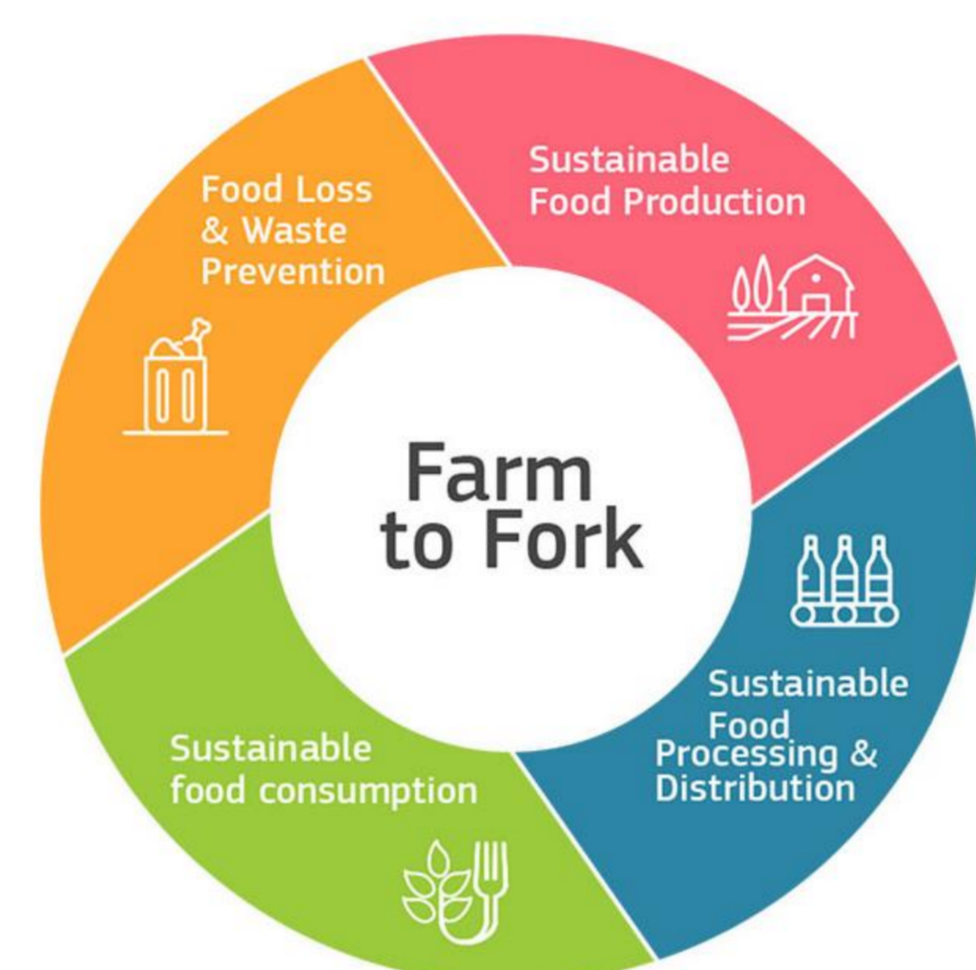 Food Loss
& Waste
Prevention
Sustainable
Food Production
Farm
to Fork
Sustainable
Food
Processing &
Distribution
Sustainable
food consumption